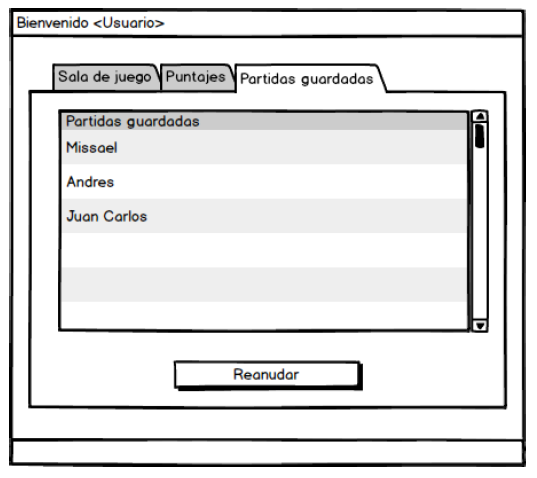 Bienvenido <Usuario>
Sala de juego Puntajes Partidas guardadas
Partidas guardadas
Missael
Andres
Juan Carlos
Reanudar